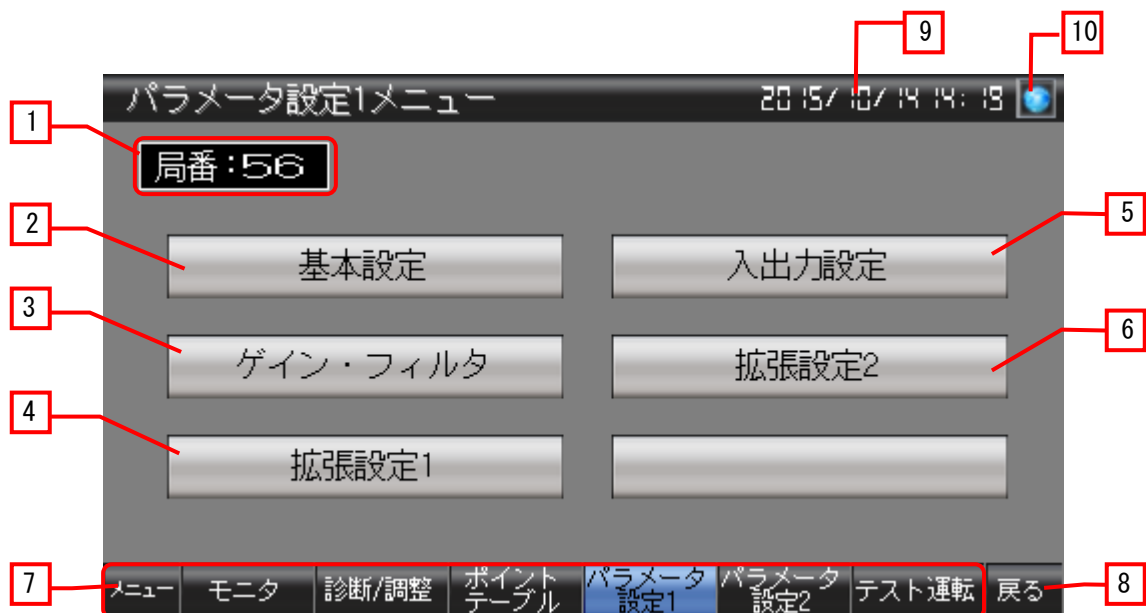 9
10
パラメータ設定1メニュー
2015/10/14 14:19
1
局番:56
2
5
基本設定
入出力設定
3
6
ゲイン・フィルタ
拡張設定2
4
拡張設定1
7
メニュー
モニタ
診断/調整
ポイント
テーブル
パラメータ
設定1
パラメータ
設定2
テスト運転
戻る
8